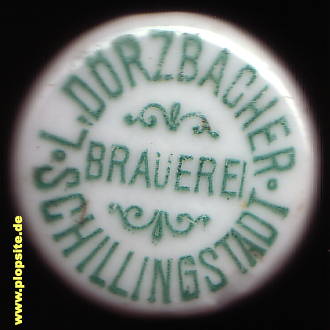 L. DÖRZBACHER
BRAUEREI
SCHILLINGSTADT
www.plopsite.de